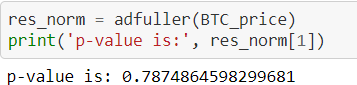 res_norm = adfuller(BTC_price)
print('p-value is:', res_norm[1])
p-value is: 0.7874864598299681